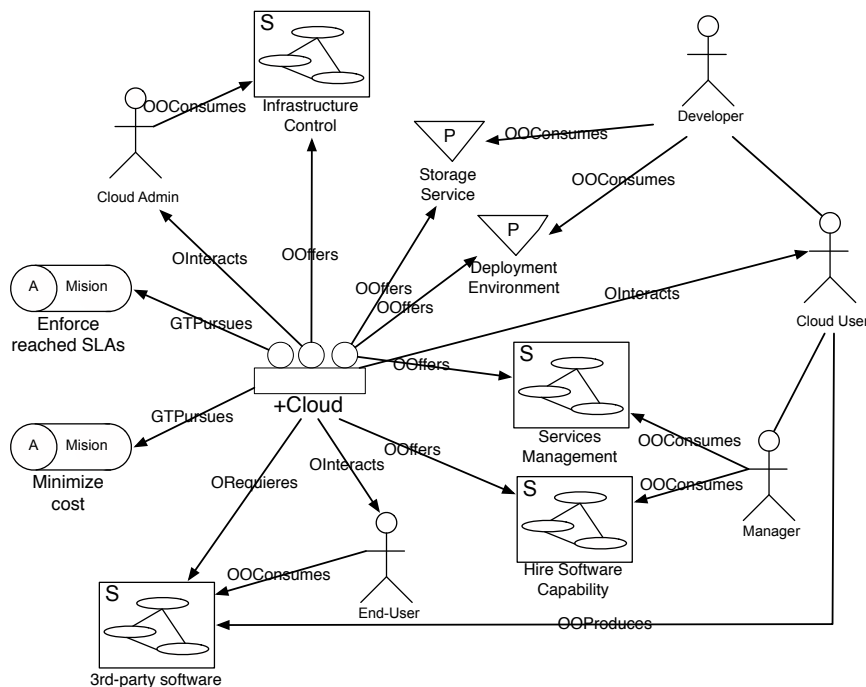 S
Infrastructure
Control
OOConsumes
Cloud Admin
Developer
P
Storage
Service
OOConsumes
OOConsumes
P
Deployment
Environment
OInteracts
OOffers
OOffers
OOffers
OInteracts
Cloud User
A Mision
Enforce
reached SLAs
GTPursues
+Cloud
OOffers
S
Services
Management
GTPursues
A Mision
Minimize
cost
ORequieres
OInteracts
OOffers
OOConsumes
OOConsumes
Manager
S
Hire Software
Capability
OOConsumes
End-User
OOProduces
S
3rd-party software